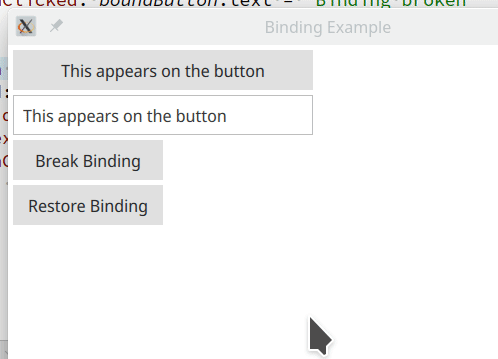 Clicked: boundButton.text = "Binding broken
Binding Example
This appears on the button
This appears on the button
Break Binding
Restore Binding